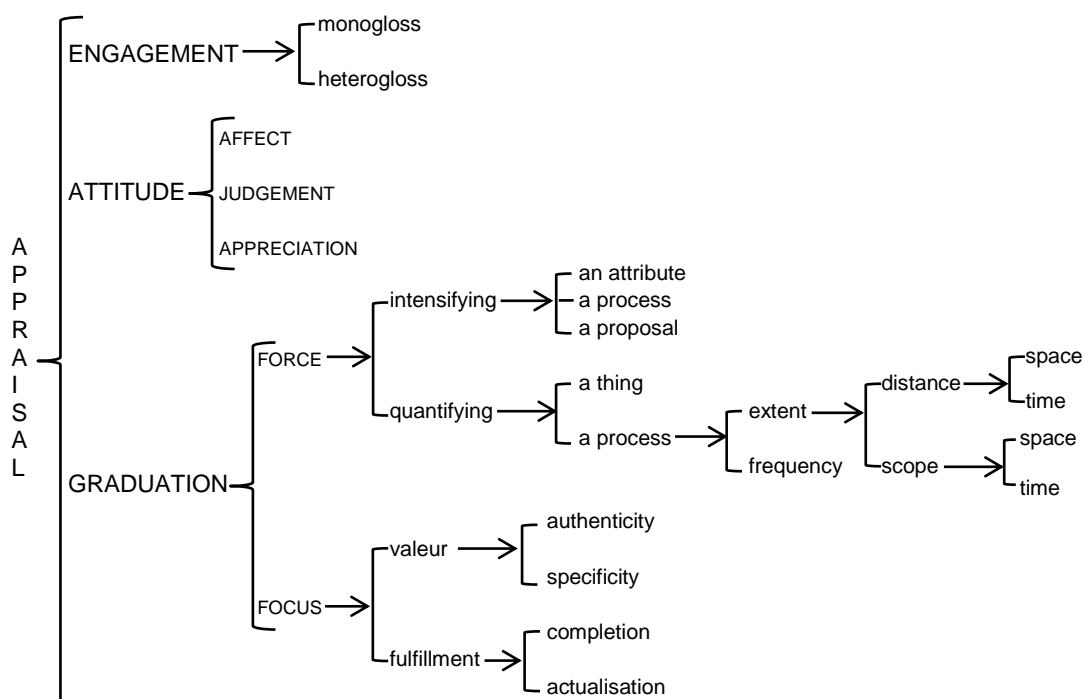 APPRAISAL
ENGAGEMENT
monogloss
heterogloss
ATTITUDE
AFFECT
JUDGEMENT
APPRECIATION
GRADUATION
FORCE
intensifying
an attribute
a process
a proposal
quantifying
a thing
a process
extent
distance
space
time
scope
space
time
frequency
FOCUS
valeur
authenticity
specificity
fulfillment
completion
actualisation